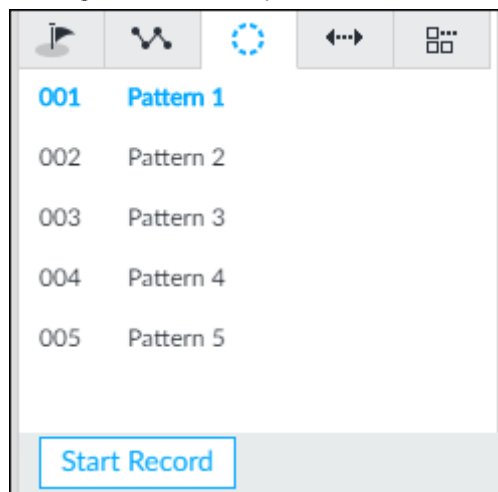 001 Pattern 1
002 Pattern 2
003 Pattern 3
004 Pattern 4
005 Pattern 5
Start Record